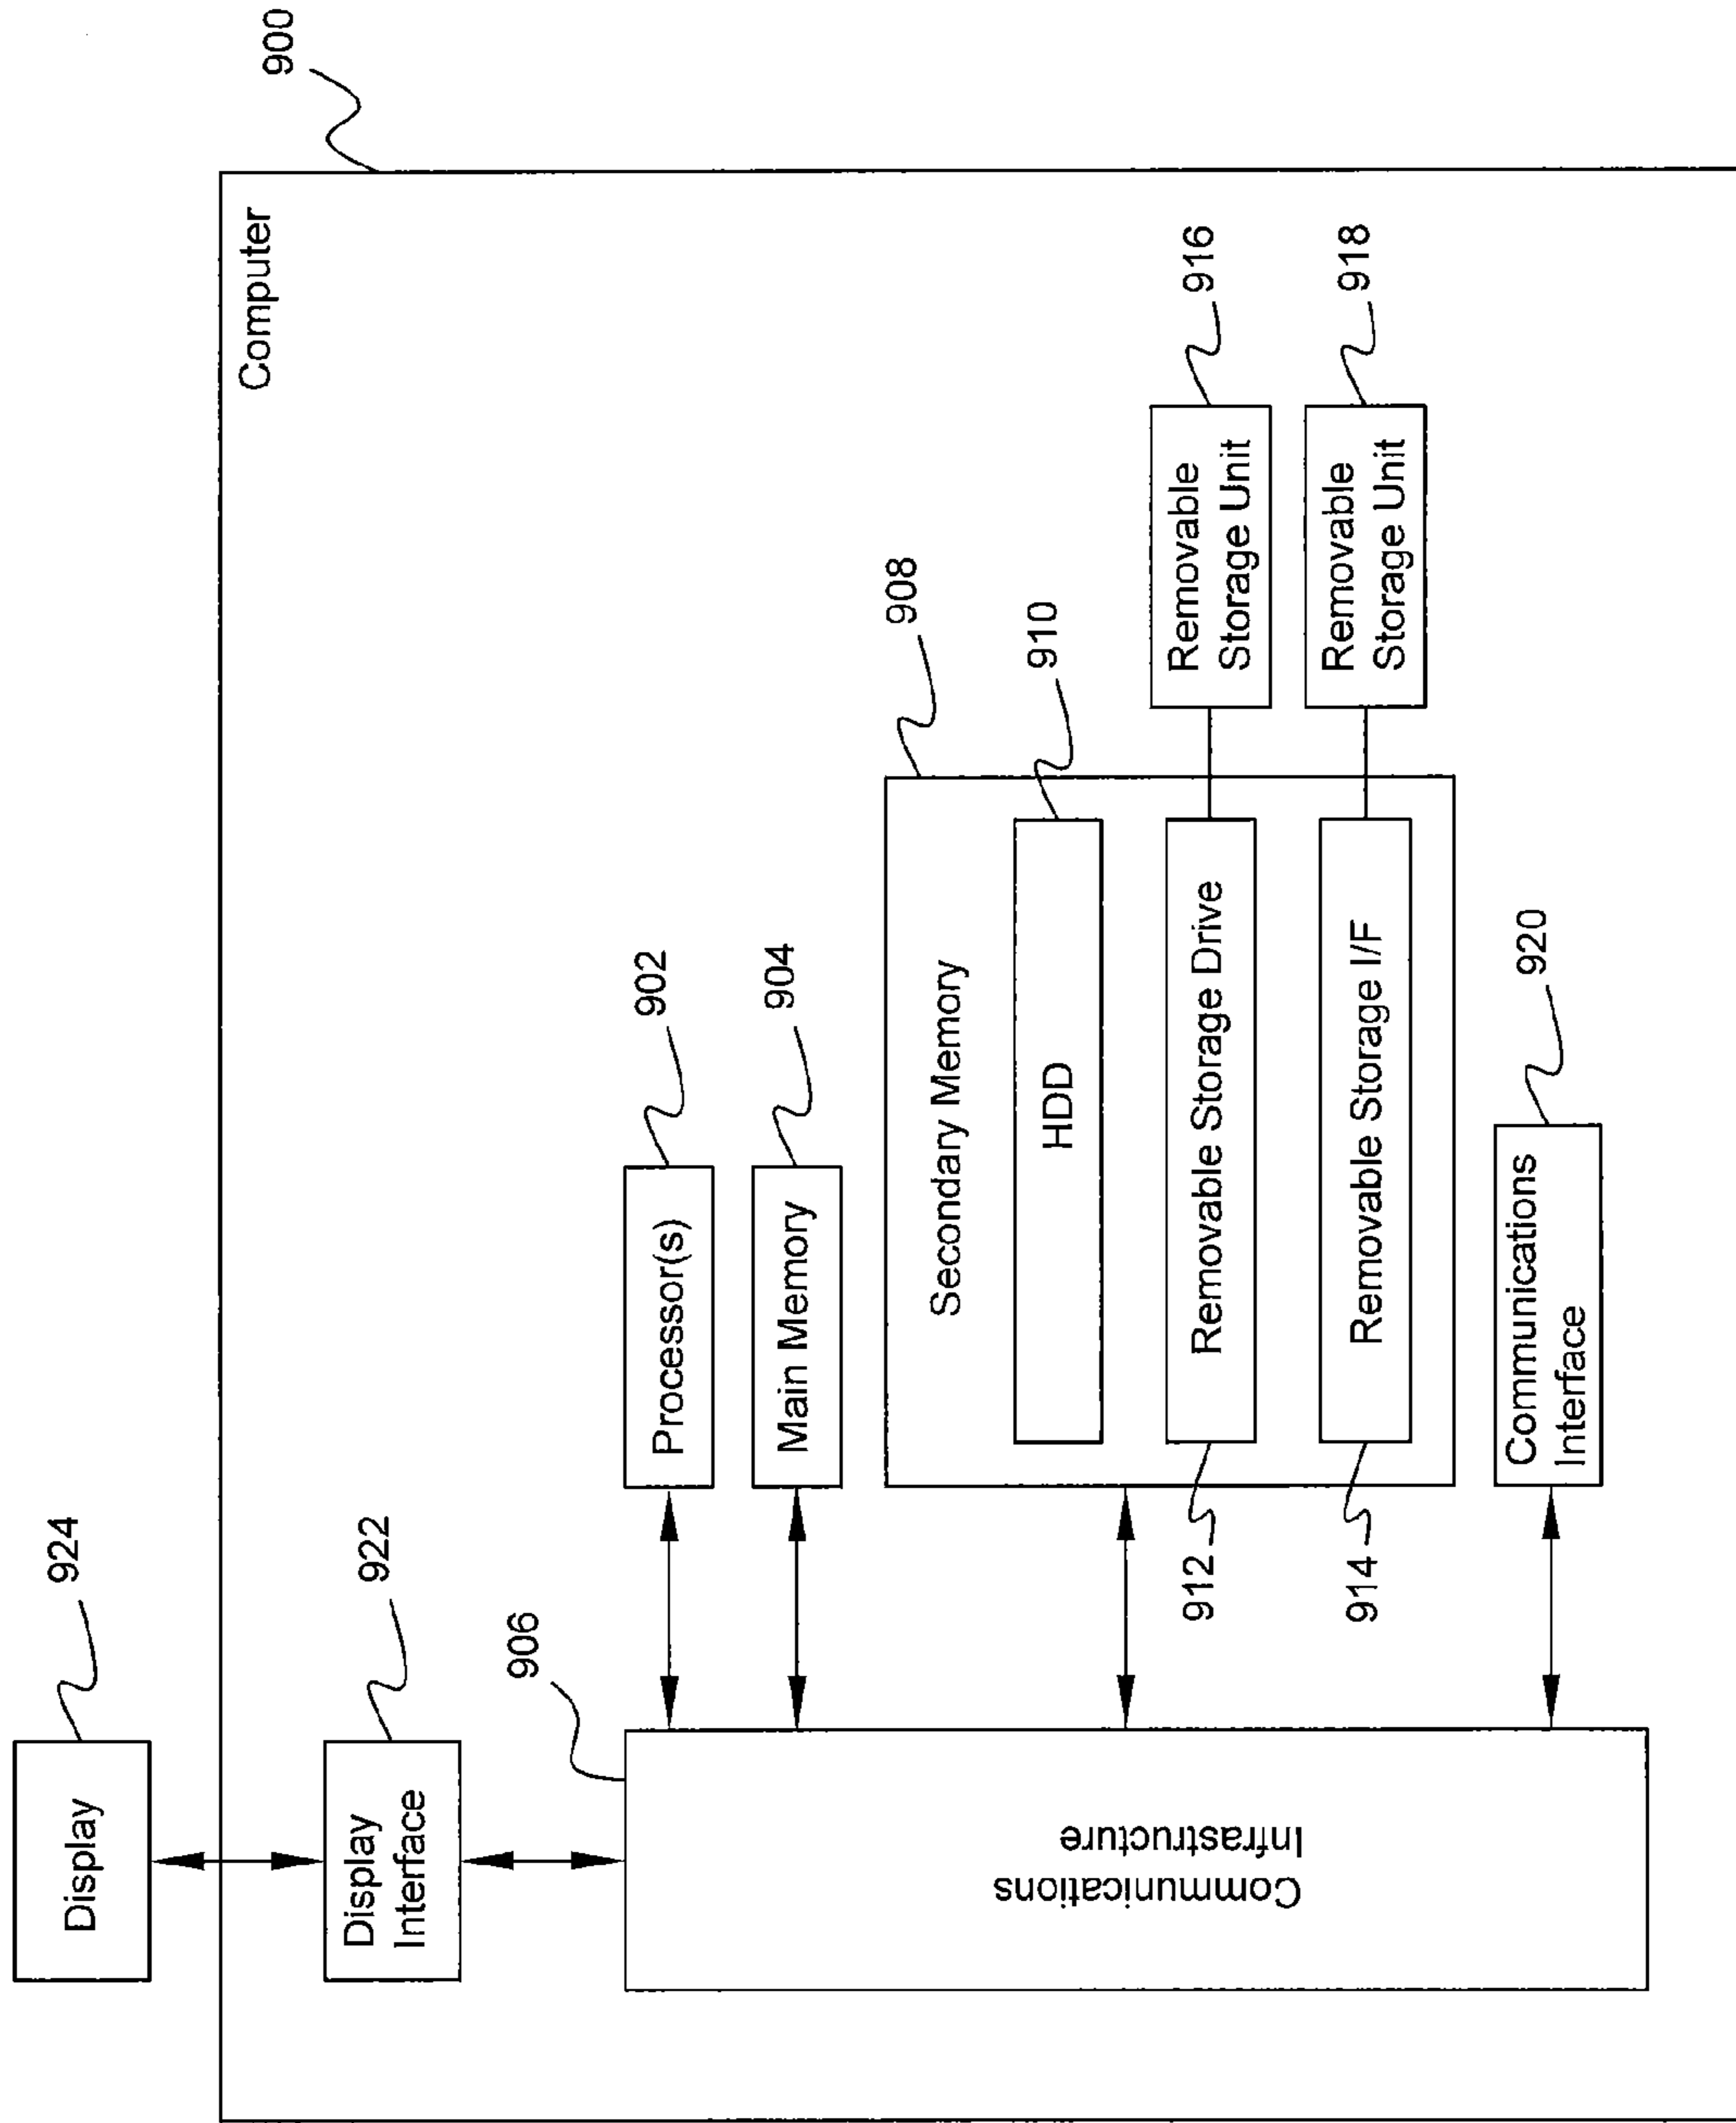 924
Display
900
Computer
922
Display
Interface
906
Communications
Infrastructure
902
Processor(s)
904
Main Memory
908
Secondary Memory
910
HDD
912
Removable Storage Drive
916
Removable
Storage Unit
914
Removable Storage I/F
918
Removable
Storage Unit
920
Communications
Interface